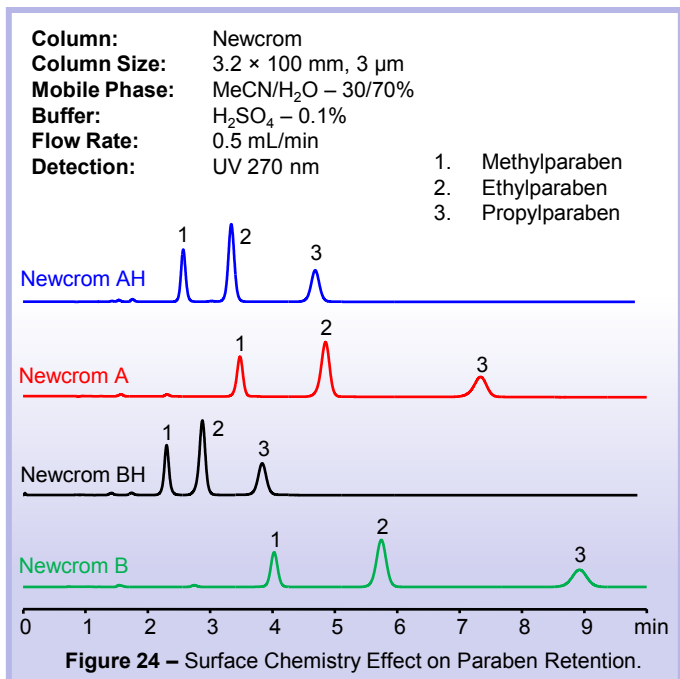 Column: Newcrom
Column Size: 3.2 × 100 mm, 3 µm
Mobile Phase: MeCN/H₂O – 30/70%
Buffer: H₂SO₄ – 0.1%
Flow Rate: 0.5 mL/min
Detection: UV 270 nm
1. Methylparaben
2. Ethylparaben
3. Propylparaben
1 2 3
Newcrom AH
1 2 3
Newcrom A
1 2 3
Newcrom BH
1 2 3
Newcrom B
0 1 2 3 4 5 6 7 8 9 min
Figure 24 – Surface Chemistry Effect on Paraben Retention.